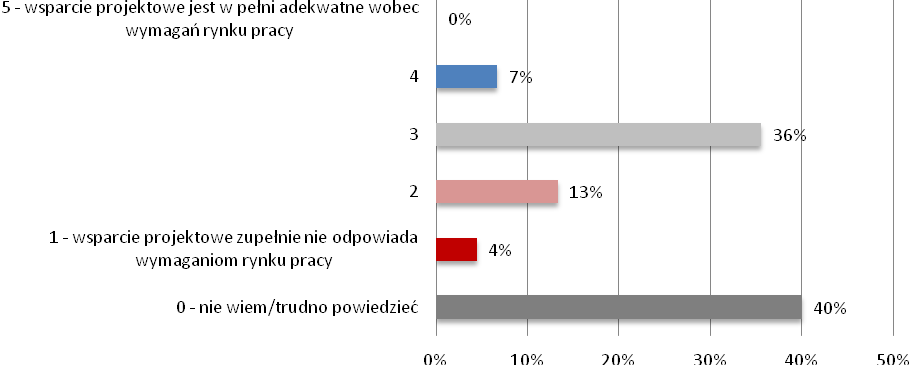 5 - wsparcie projektowe jest w pełni adekwatne wobec
wymagań rynku pracy
0%
4
7%
3
36%
2
13%
1 - wsparcie projektowe zupełnie nie odpowiada
wymaganiom rynku pracy
4%
0 - nie wiem/trudno powiedzieć
40%
0% 10% 20% 30% 40% 50%